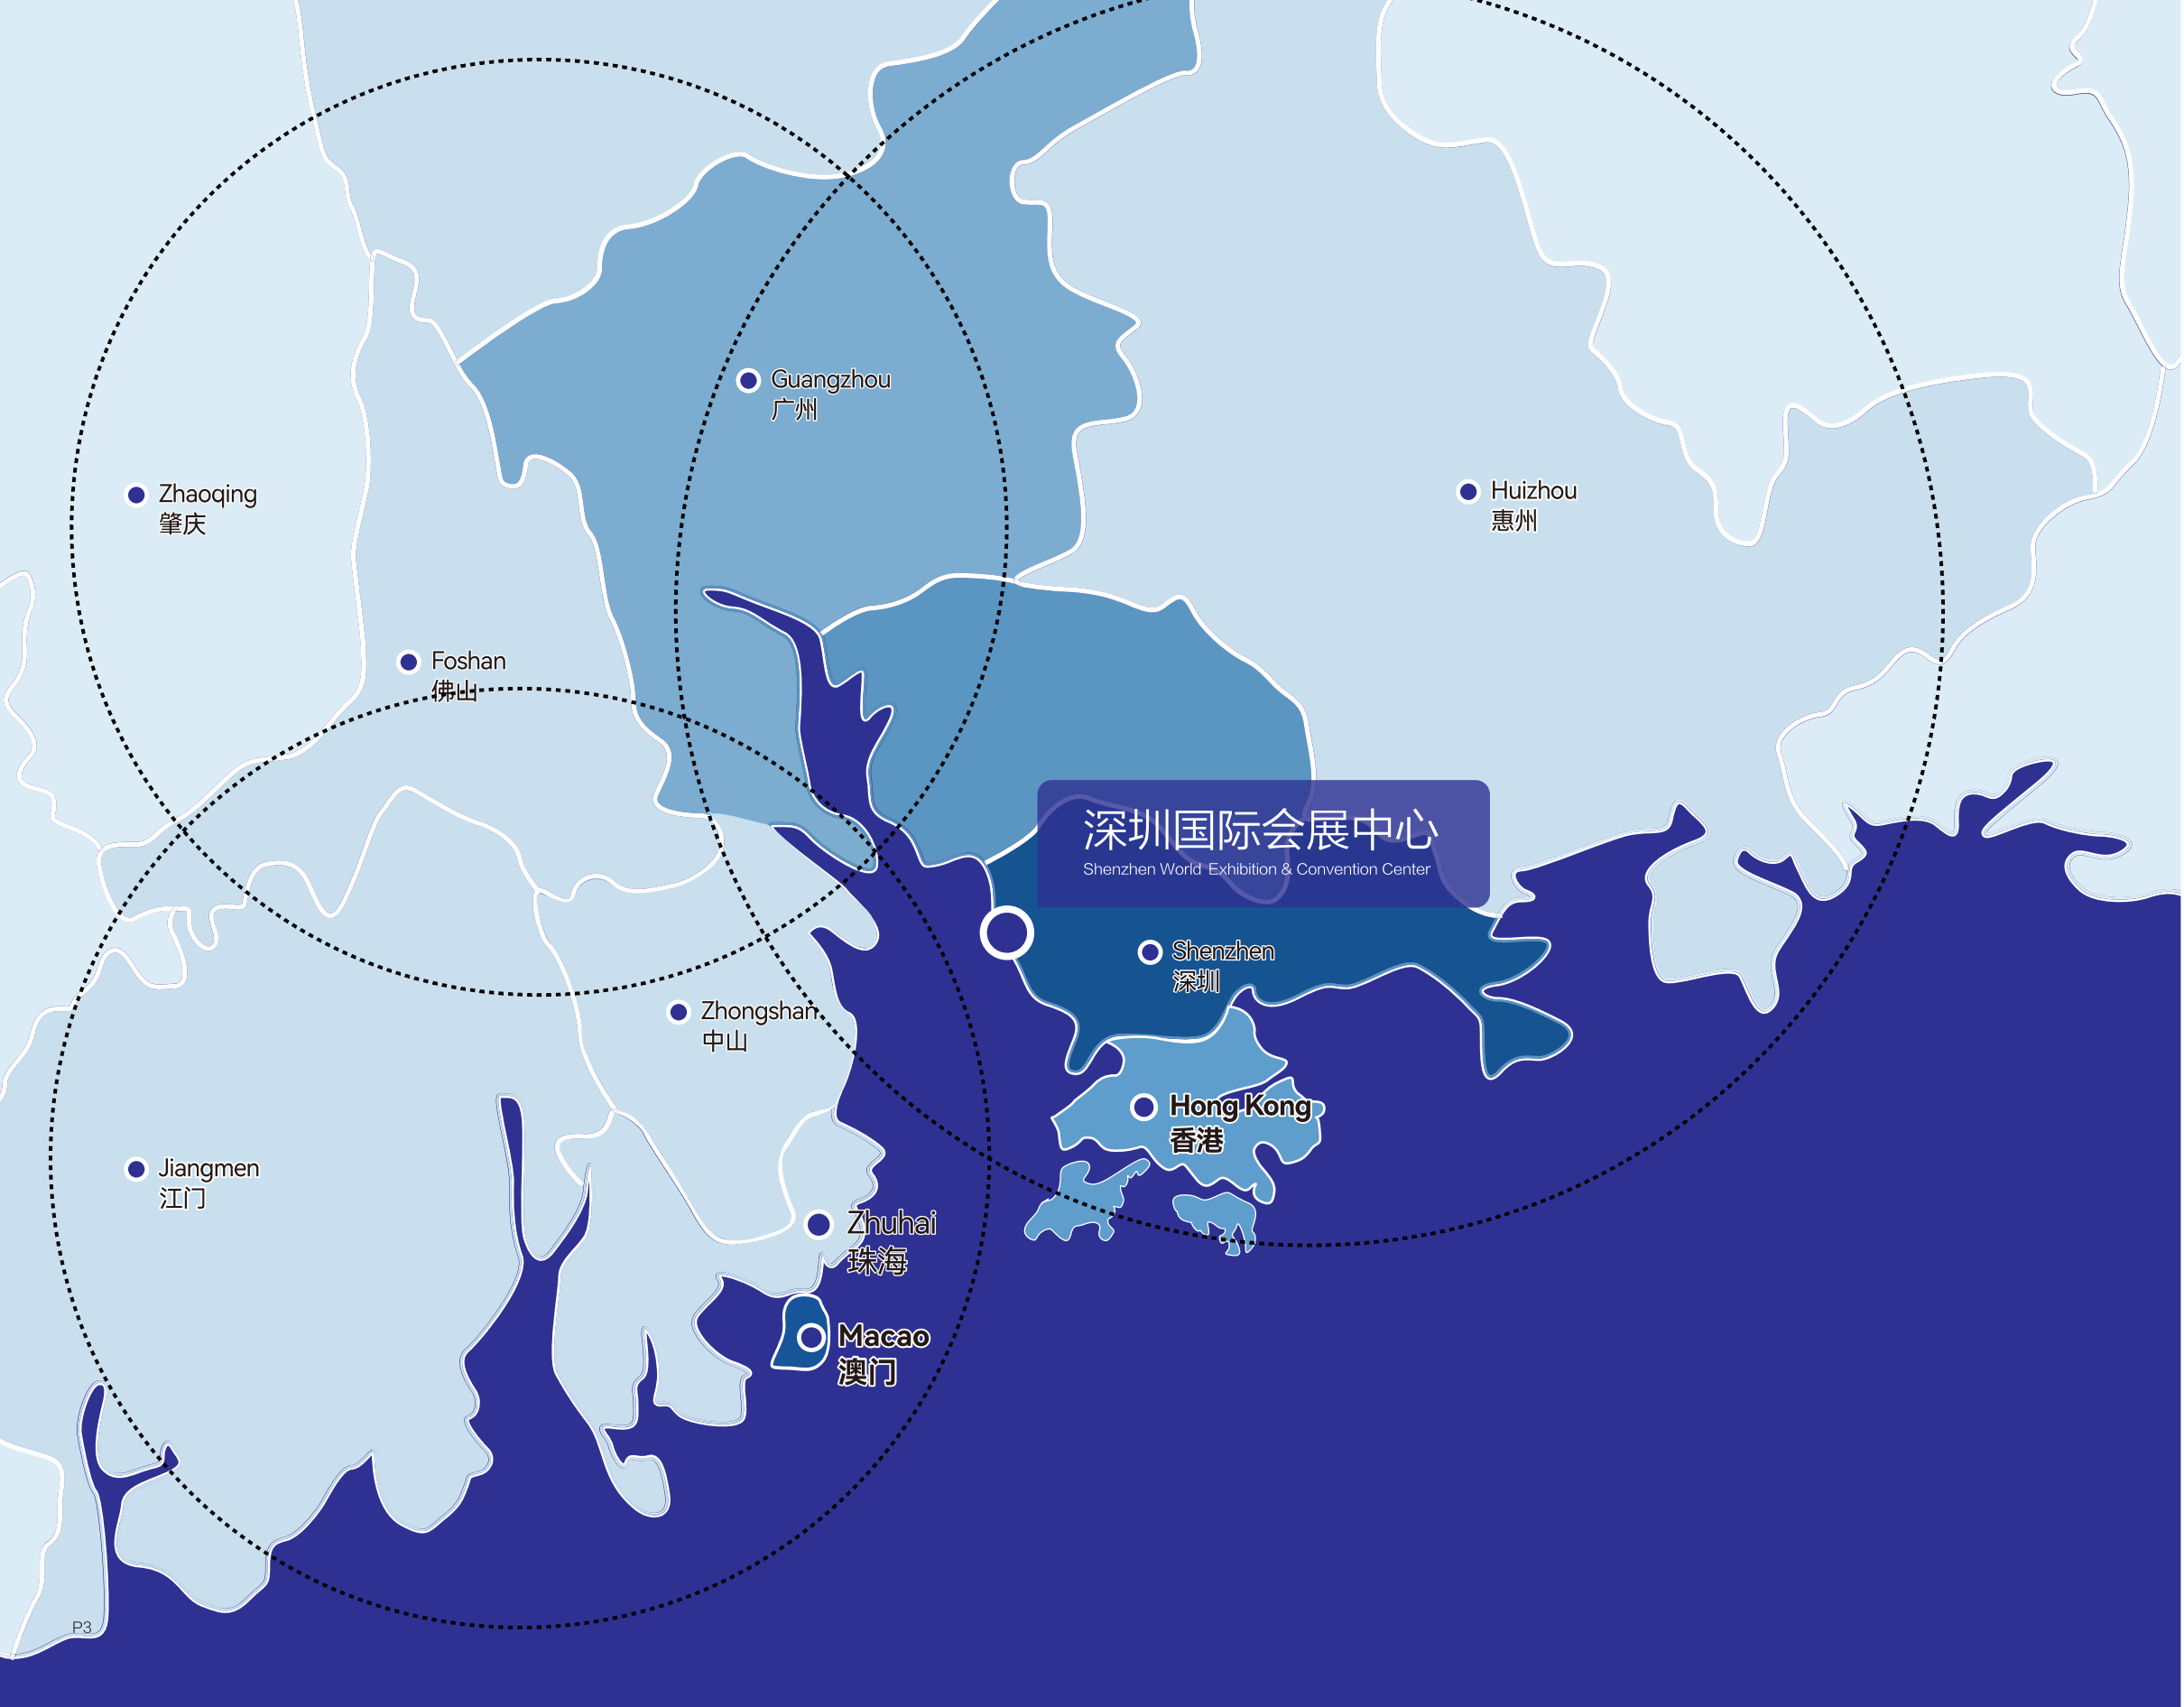 Guangzhou
广州
Zhaoqing
肇庆
Huizhou
惠州
Foshan
佛山
深圳国际会展中心
Shenzhen World Exhibition & Convention Center
Shenzhen
深圳
Zhongshan
中山
Hong Kong
香港
Jiangmen
江门
Zhuhai
珠海
Macao
澳门
P3